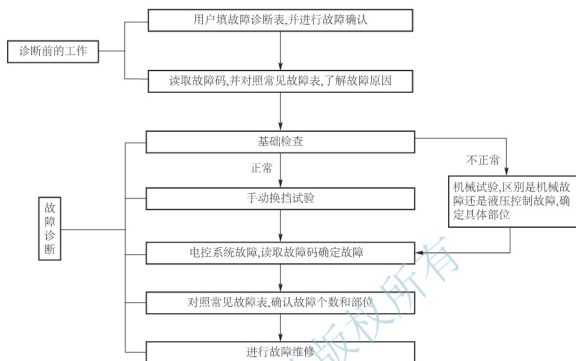 用户填故障诊断表,并进行故障确认
诊断前的工作
读取故障码,并对照常见故障表,了解故障原因
基础检查
正常
不正常
手动换挡试验
机械试验,区别是机械故
障还是液压控制故障,确
定具体部位
故障诊断
电控系统故障,读取故障码确定故障
对照常见故障表,确认故障个数和部位
进行故障维修
版权所有